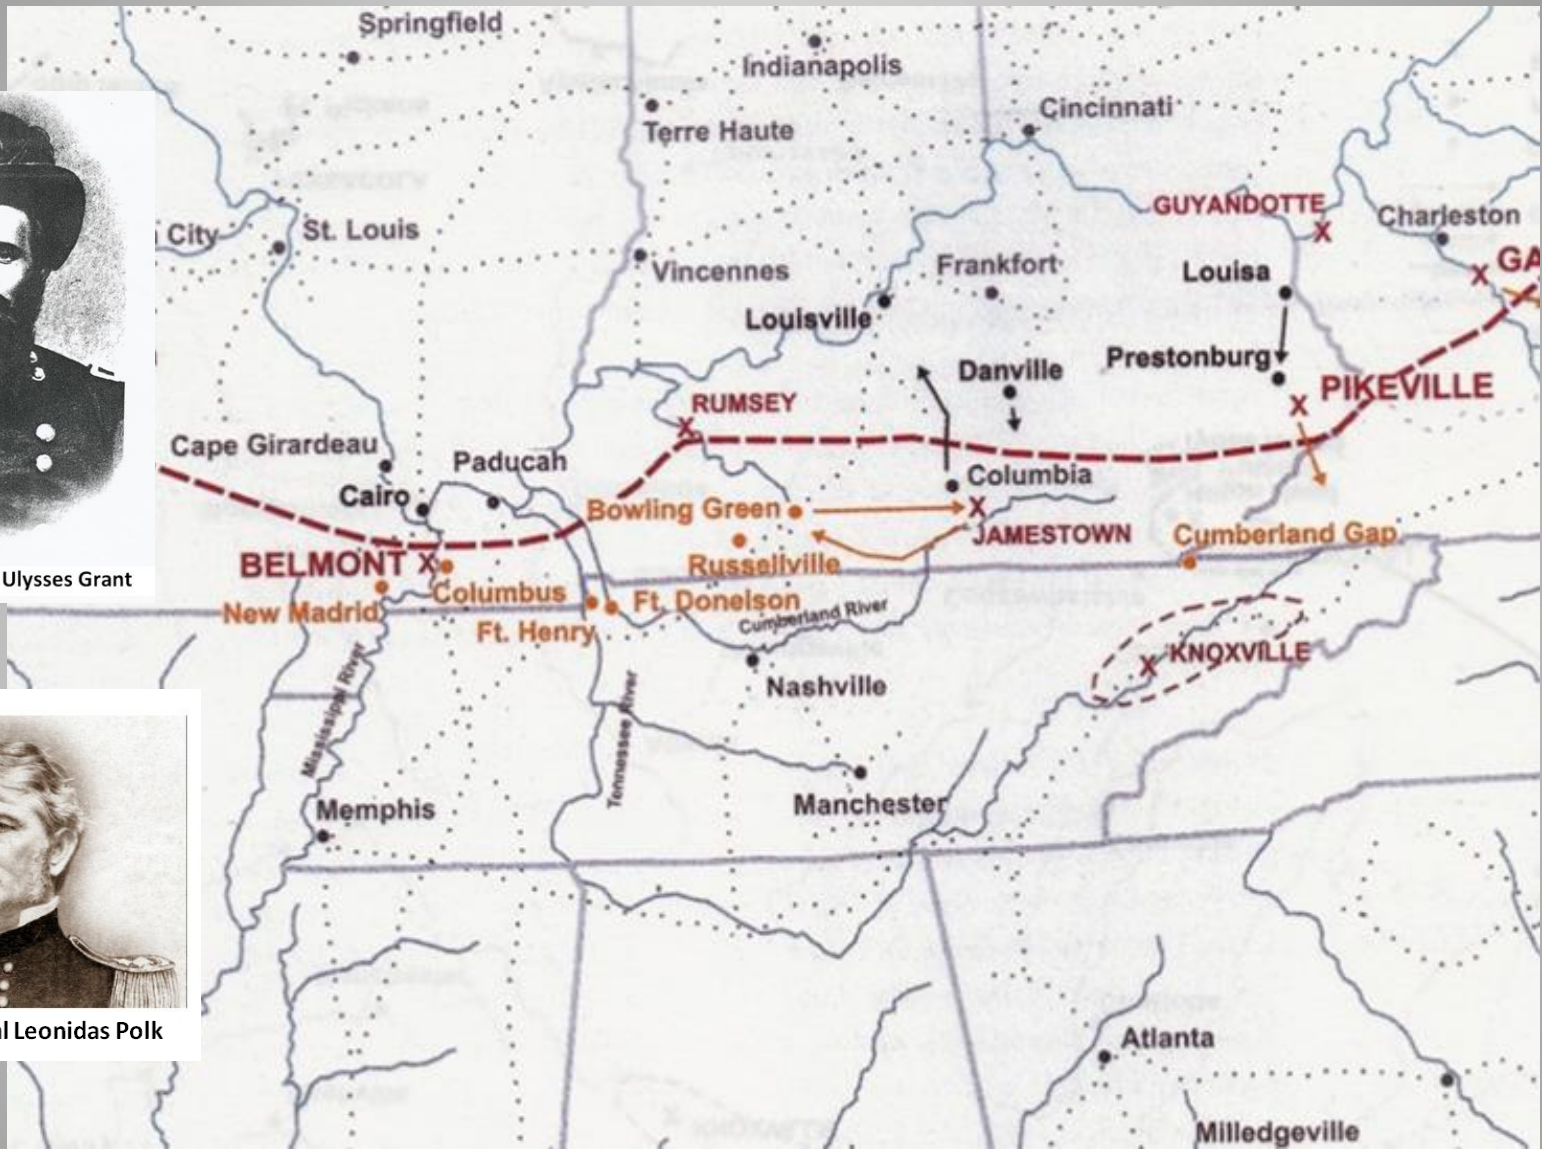 Springfield
Indianapolis
Cincinnati
Terre Haute
GUYANDOTTE
X
Charleston
City
St. Louis
Frankfort
X
GA
Vincennes
Louisa
Louisville
Danville
Prestonburg
RUMSEY
X
X
PIKEVILLE
Cape Girardeau
Paducah
Columbia
Cairo
Bowling Green
X
JAMESTOWN
Cumberland Gap
BELMONT X
Russellville
Ulysses Grant
Columbus
Ft. Donelson
New Madrid
Ft. Henry
Cumberland River
X KNOXVILLE
Nashville
Mississippi River
Tennessee River
Memphis
Manchester
Leonidas Polk
Atlanta
Milledgeville